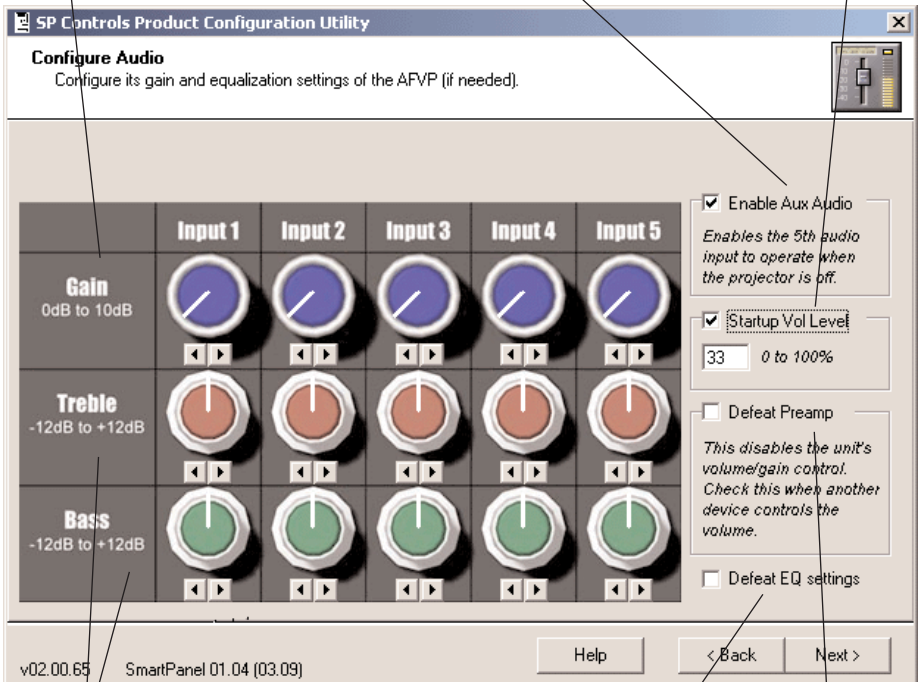 SP Controls Product Configuration Utility
Configure Audio
Configure its gain and equalization settings of the AFVP (if needed).
Input 1 Input 2 Input 3 Input 4 Input 5
Gain
0dB to 10dB
Treble
-12dB to +12dB
Bass
-12dB to +12dB
Enable Aux Audio
Enables the 5th audio
input to operate when
the projector is off.
Startup Vol Level
33 0 to 100%
Defeat Preamp
This disables the unit's
volume/gain control.
Check this when another
device controls the
volume.
Defeat EQ settings
v02.00.65 SmartPanel 01.04 (03.09)
Help < Back Next >